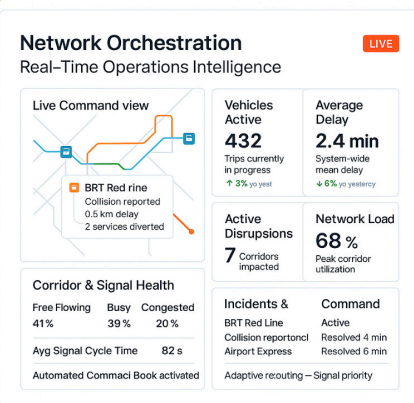 Network Orchestration
LIVE
Real–Time Operations Intelligence
Live Command view
BRT Red rine
Collision reported
0.5 km delay
2 services diverted
Vehicles
Active
432
Trips currently
in progress
↑ 3% yo yest
Average
Delay
2.4 min
System-wide
mean delay
↓ 6% yo yestercy
Active
Disrupsions
7 Corridors
impacted
Network Load
68 %
Peak corridor
utilization
Corridor & Signal Health
Free Flowing Busy Congested
41 % 39 % 20 %
Ayg Signal Cycle Time 82 s
Automated Commaci Book activated
Incidents & Command
BRT Red Line Active
Collision reportoncl Resolved 4 min
Airport Express Resolved 6 min
Adaptive re:outing – Signal priority